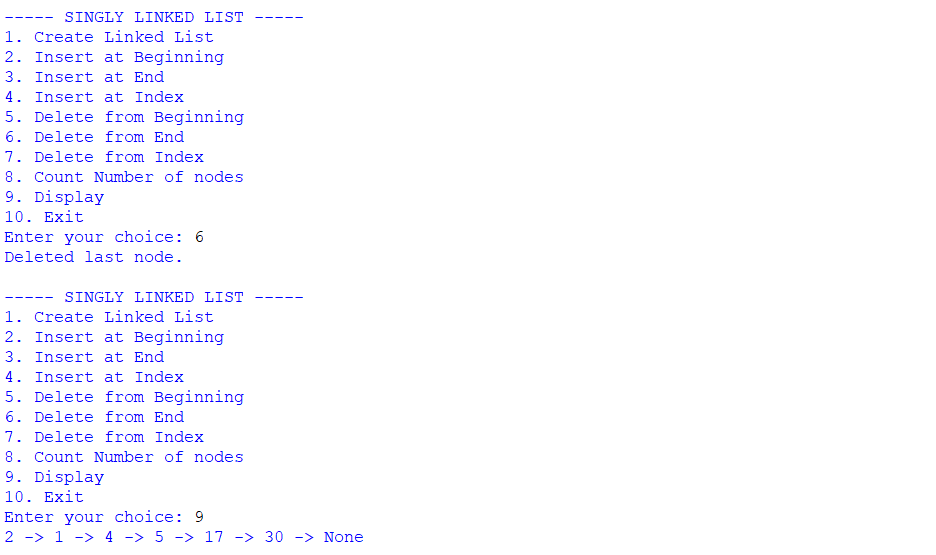 ----- SINGLY LINKED LIST -----
1. Create Linked List
2. Insert at Beginning
3. Insert at End
4. Insert at Index
5. Delete from Beginning
6. Delete from End
7. Delete from Index
8. Count Number of nodes
9. Display
10. Exit
Enter your choice: 6
Deleted last node.

----- SINGLY LINKED LIST -----
1. Create Linked List
2. Insert at Beginning
3. Insert at End
4. Insert at Index
5. Delete from Beginning
6. Delete from End
7. Delete from Index
8. Count Number of nodes
9. Display
10. Exit
Enter your choice: 9
2 -> 1 -> 4 -> 5 -> 17 -> 30 -> None